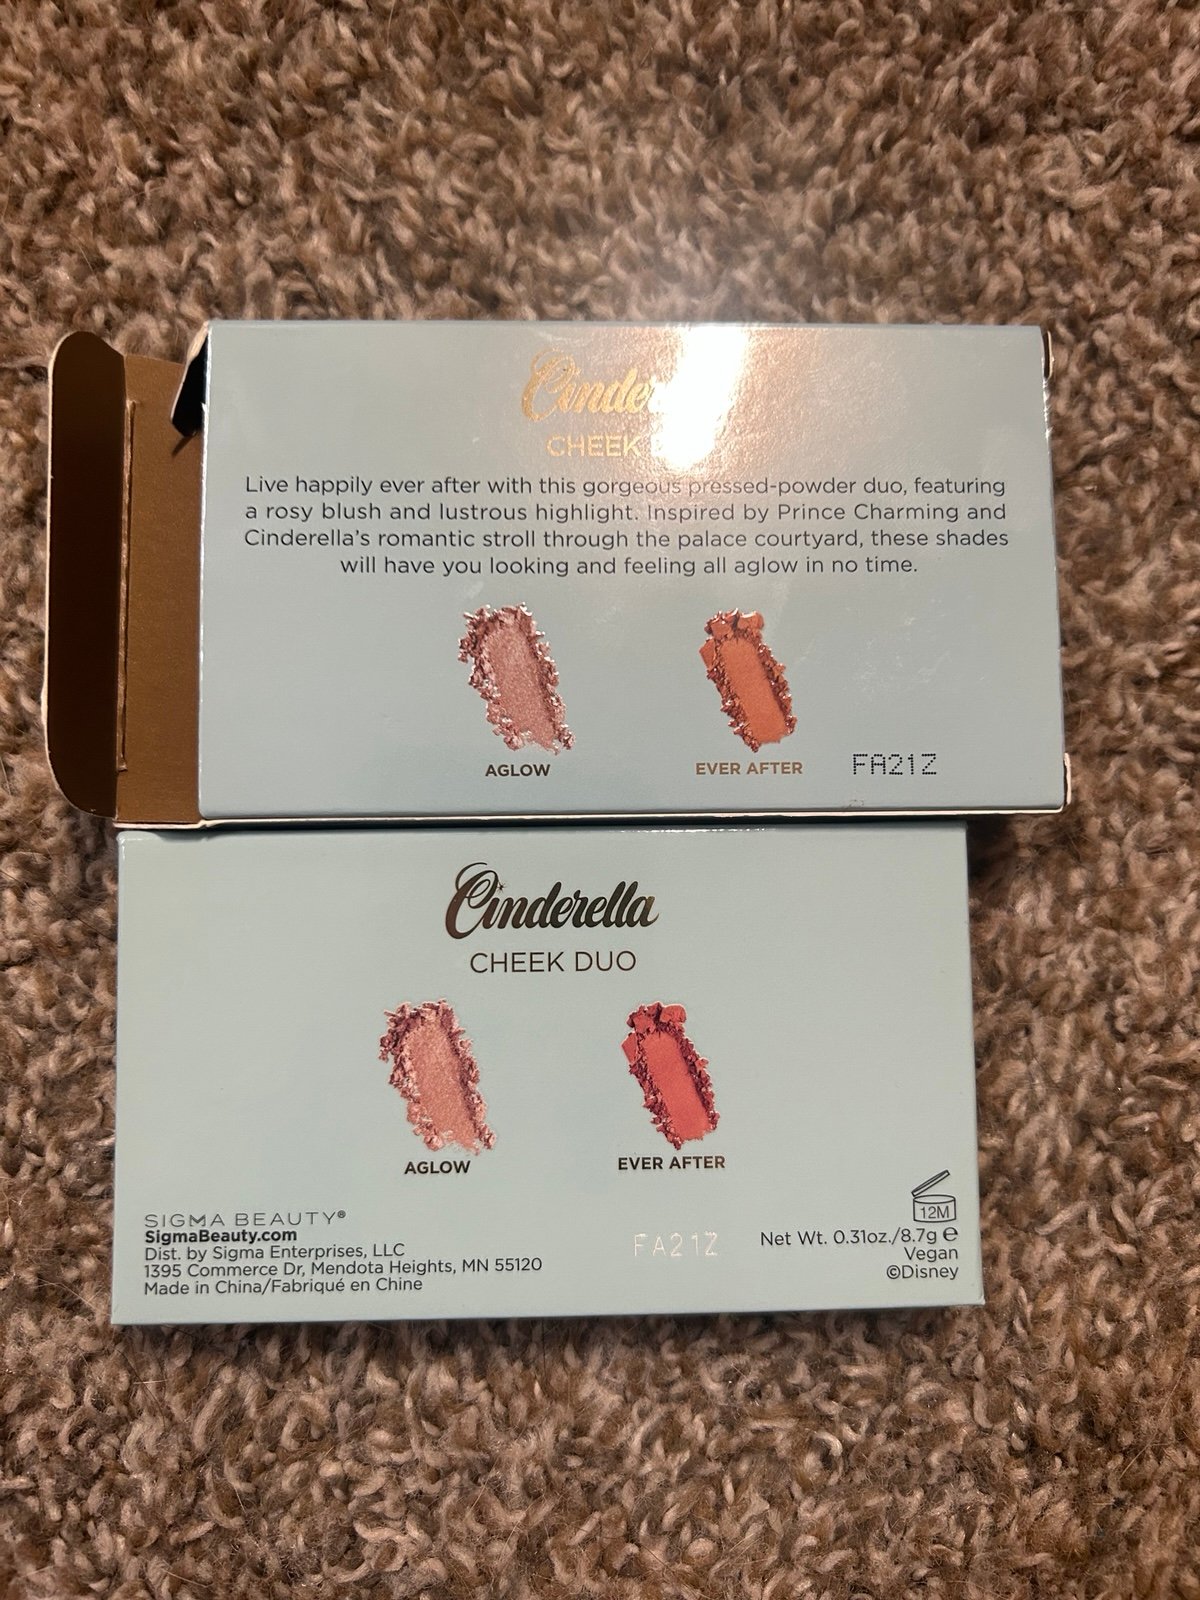 CHEEK
Live happily ever after with this gorgeous pressed-powder duo, featuring
a rosy blush and lustrous highlight. Inspired by Prince Charming and
Cinderella's romantic stroll through the palace courtyard, these shades
will have you looking and feeling all aglow in no time.
AGLOW
EVER AFTER
FA21Z
Cinderella
CHEEK DUO
AGLOW
EVER AFTER
12M
SIGMA BEAUTY®
SigmaBeauty.com
Dist. by Sigma Enterprises, LLC
1395 Commerce Dr, Mendota Heights, MN 55120
Made in China/Fabriqué en Chine
FA21Z
Net Wt. 0.31oz./8.7g ℮
Vegan
©Disney